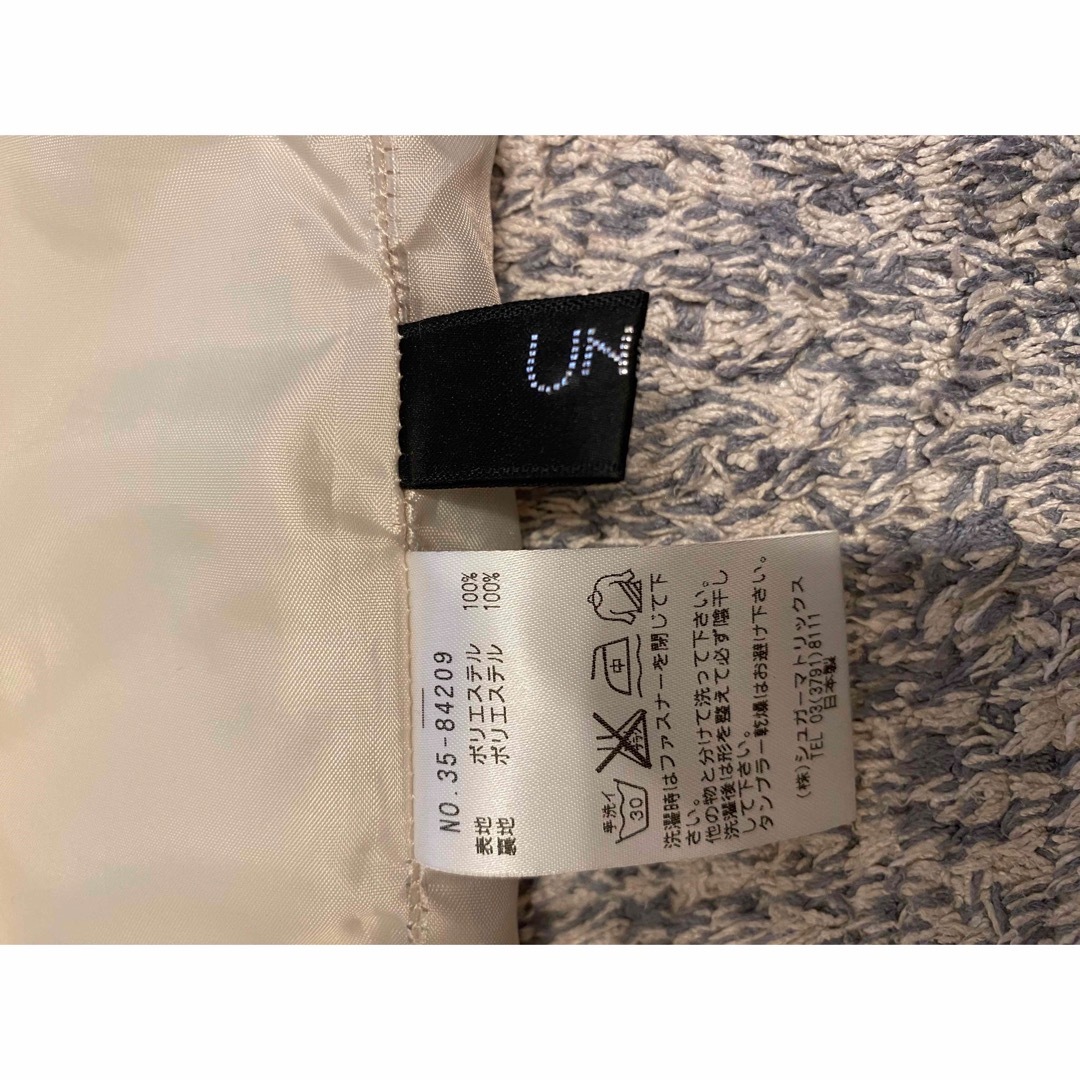 UN
NO.35-84209
表地 ポリエステル 100%
裏地 ポリエステル 100%
手洗イ
30
中
洗濯時はファスナーを閉じて下
さい。
他の物と分けて洗って下さい。
洗濯後は形を整えて必ず陰干し
して下さい。
タンブラー乾燥はお避け下さい。
(株)シュガーマトリックス
TEL 03(3791)8111
日本製